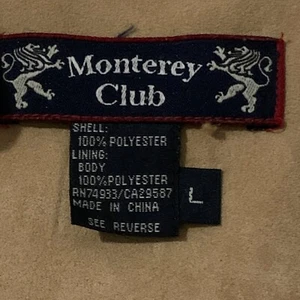 Monterey
Club
SHELL:
100% POLYESTER
LINING:
BODY
100% POLYESTER
RN74933/CA29587
MADE IN CHINA
SEE REVERSE
L